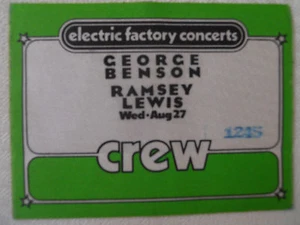 electric factory concerts
GEORGE
BENSON
RAMSEY
LEWIS
Wed·Aug 27
1245
crew